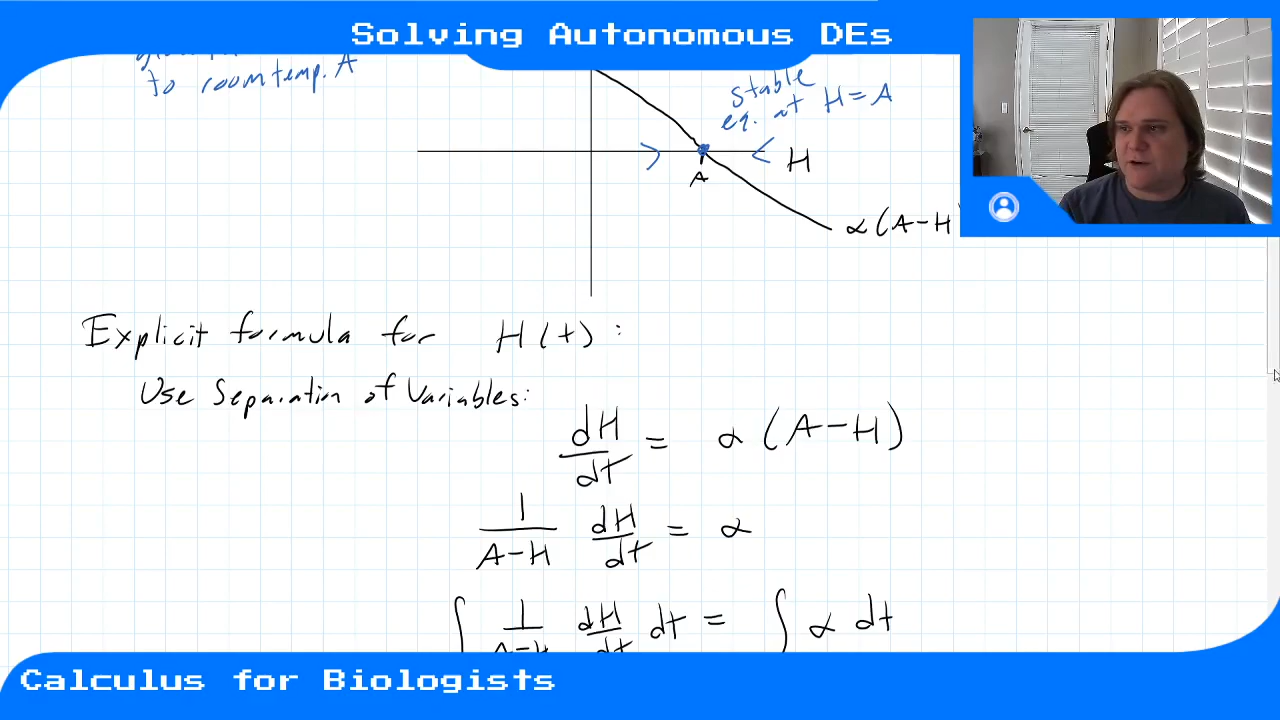 Solving Autonomous DEs
to room temp. A
stable
eq. at H = A
H
A
α(A-H
Explicit formula for H(t):
Use Separation of Variables:
dH/dt = α(A-H)
1/(A-H) dH/dt = α
∫ 1/(A-H) dH/dt dt = ∫ α dt
Calculus for Biologists